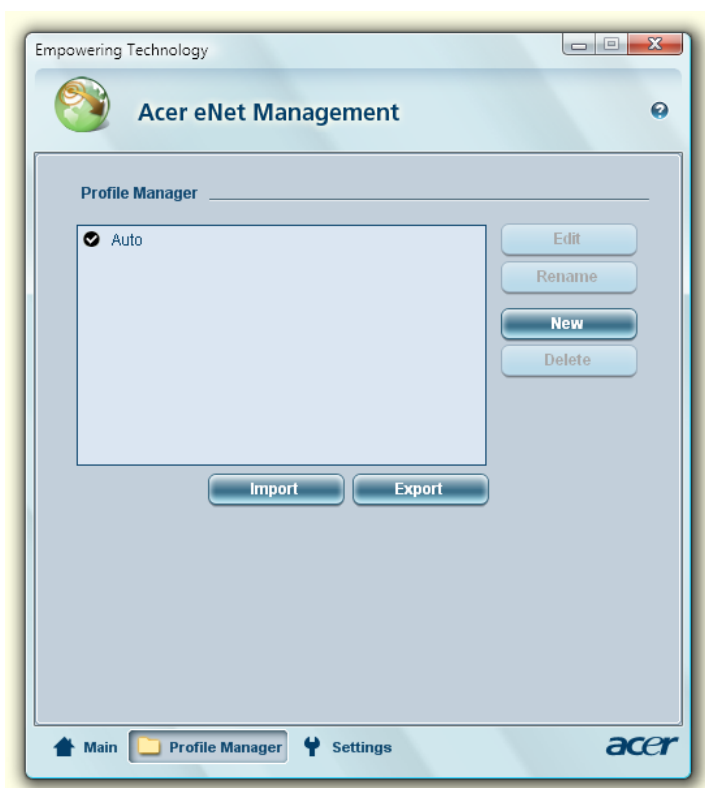 Empowering Technology
Acer eNet Management
Profile Manager
Auto
Edit
Rename
New
Delete
Import Export
Main Profile Manager Settings acer